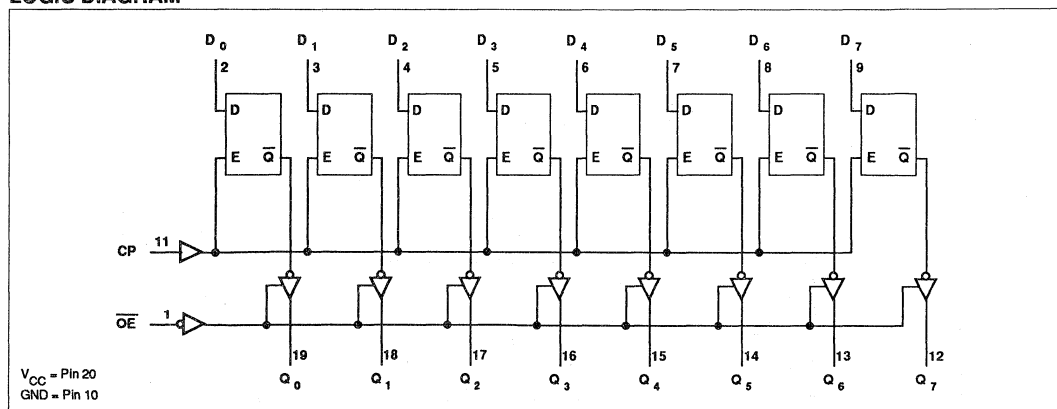 LOGIC DIAGRAM
D0 D1 D2 D3 D4 D5 D6 D7
2 3 4 5 6 7 8 9
D D D D D D D D
E Q̅ E Q̅ E Q̅ E Q̅ E Q̅ E Q̅ E Q̅ E Q̅
CP 11
O̅E̅ 1
19 18 17 16 15 14 13 12
Q0 Q1 Q2 Q3 Q4 Q5 Q6 Q7
VCC = Pin 20
GND = Pin 10